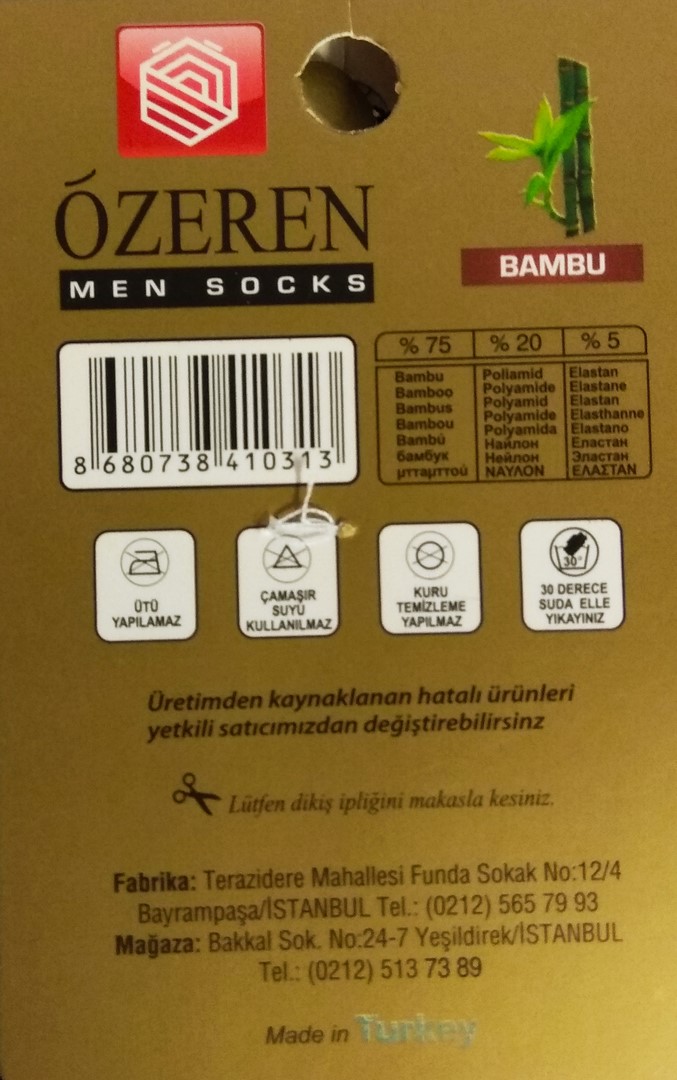 ÓZEREN
MEN SOCKS
BAMBU
8 680738 410313
% 75 % 20 % 5
Bambu
Bamboo
Bambus
Bambou
Bambú
бамбук
μπαμπού
Poliamid
Polyamide
Polyamid
Polyamide
Polyamida
Найлон
Нейлон
ΝΑΥΛΟΝ
Elastan
Elastane
Elastan
Elasthanne
Elastano
Еластан
Эластан
ΕΛΑΣΤΑΝ
ÜTÜ
YAPILAMAZ
ÇAMAŞIR
SUYU
KULLANILMAZ
KURU
TEMİZLEME
YAPILMAZ
30°
30 DERECE
SUDA ELLE
YIKAYINIZ
Üretimden kaynaklanan hatalı ürünleri
yetkili satıcımızdan değiştirebilirsinz
Lütfen dikiş ipliğini makasla kesiniz.
Fabrika: Terazidere Mahallesi Funda Sokak No:12/4
Bayrampaşa/İSTANBUL Tel.: (0212) 565 79 93
Mağaza: Bakkal Sok. No:24-7 Yeşildirek/İSTANBUL
Tel.: (0212) 513 73 89
Made in Turkey